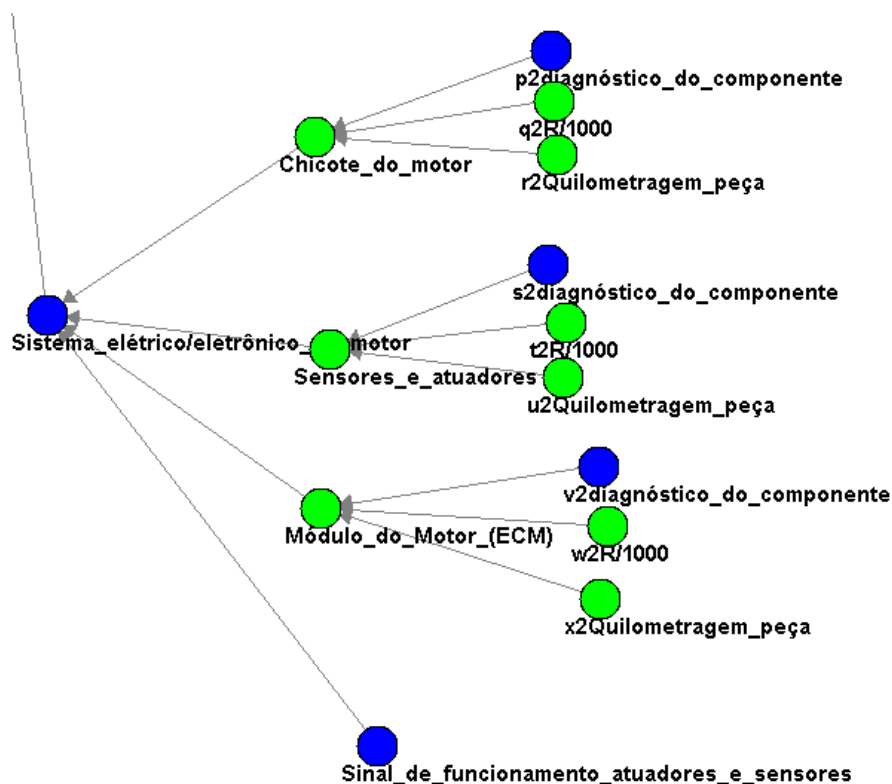 p2diagnóstico_do_componente
q2R/1000
Chicote_do_motor
r2Quilometragem_peça
s2diagnóstico_do_componente
Sistema_elétrico/eletrônico_ motor
t2R/1000
Sensores_e_atuadores
u2Quilometragem_peça
v2diagnóstico_do_componente
Módulo_do_Motor_(ECM)
w2R/1000
x2Quilometragem_peça
Sinal_de_funcionamento_atuadores_e_sensores